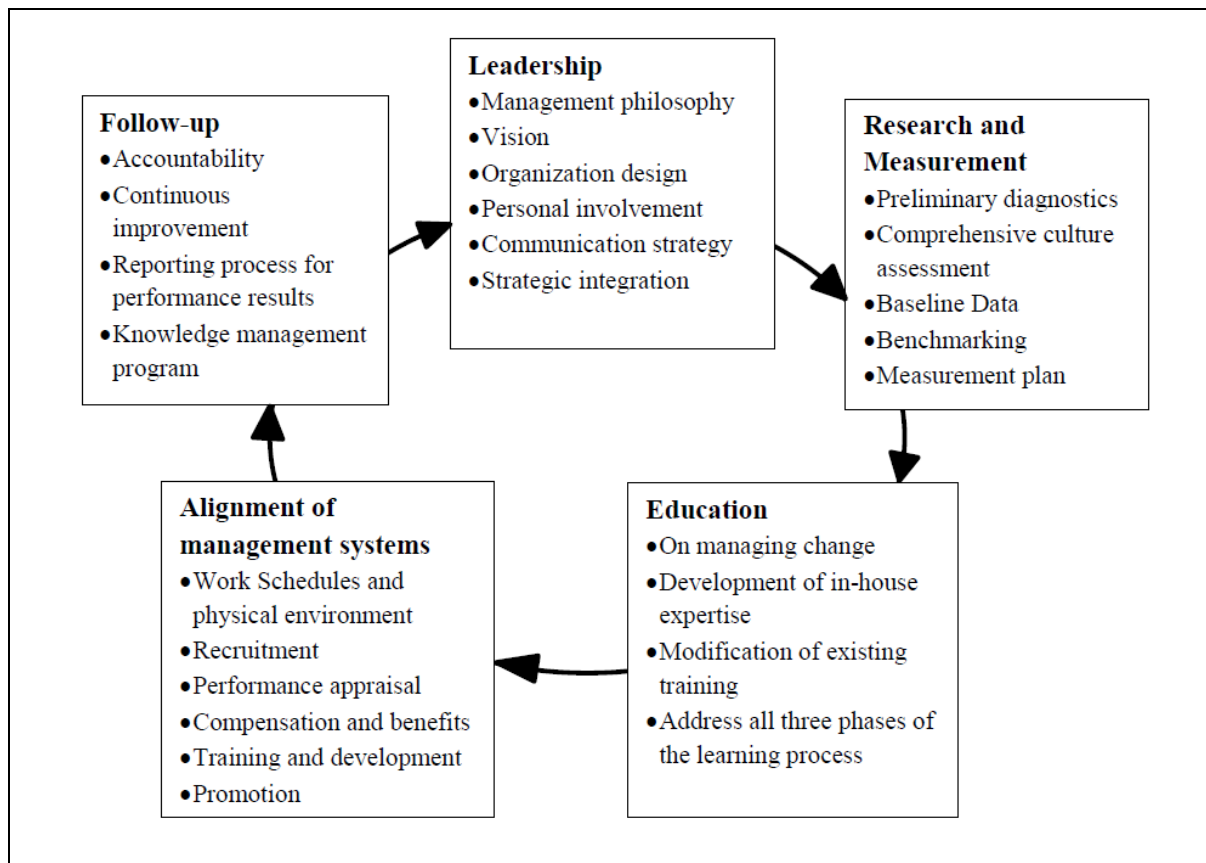 Leadership
•Management philosophy
•Vision
•Organization design
•Personal involvement
•Communication strategy
•Strategic integration
Research and
Measurement
•Preliminary diagnostics
•Comprehensive culture
assessment
•Baseline Data
•Benchmarking
•Measurement plan
Education
•On managing change
•Development of in-house
expertise
•Modification of existing
training
•Address all three phases of
the learning process
Alignment of
management systems
•Work Schedules and
physical environment
•Recruitment
•Performance appraisal
•Compensation and benefits
•Training and development
•Promotion
Follow-up
•Accountability
•Continuous
improvement
•Reporting process for
performance results
•Knowledge management
program